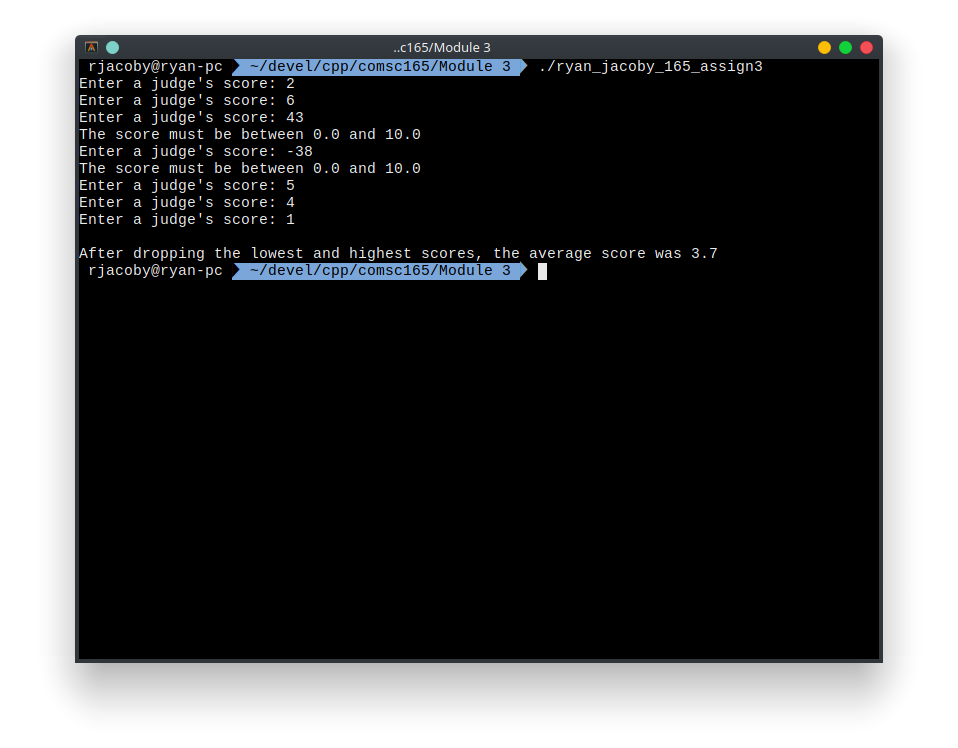 ..c165/Module 3
rjacoby@ryan-pc ~/devel/cpp/comsc165/Module 3 ./ryan_jacoby_165_assign3
Enter a judge's score: 2
Enter a judge's score: 6
Enter a judge's score: 43
The score must be between 0.0 and 10.0
Enter a judge's score: -38
The score must be between 0.0 and 10.0
Enter a judge's score: 5
Enter a judge's score: 4
Enter a judge's score: 1
After dropping the lowest and highest scores, the average score was 3.7
rjacoby@ryan-pc ~/devel/cpp/comsc165/Module 3